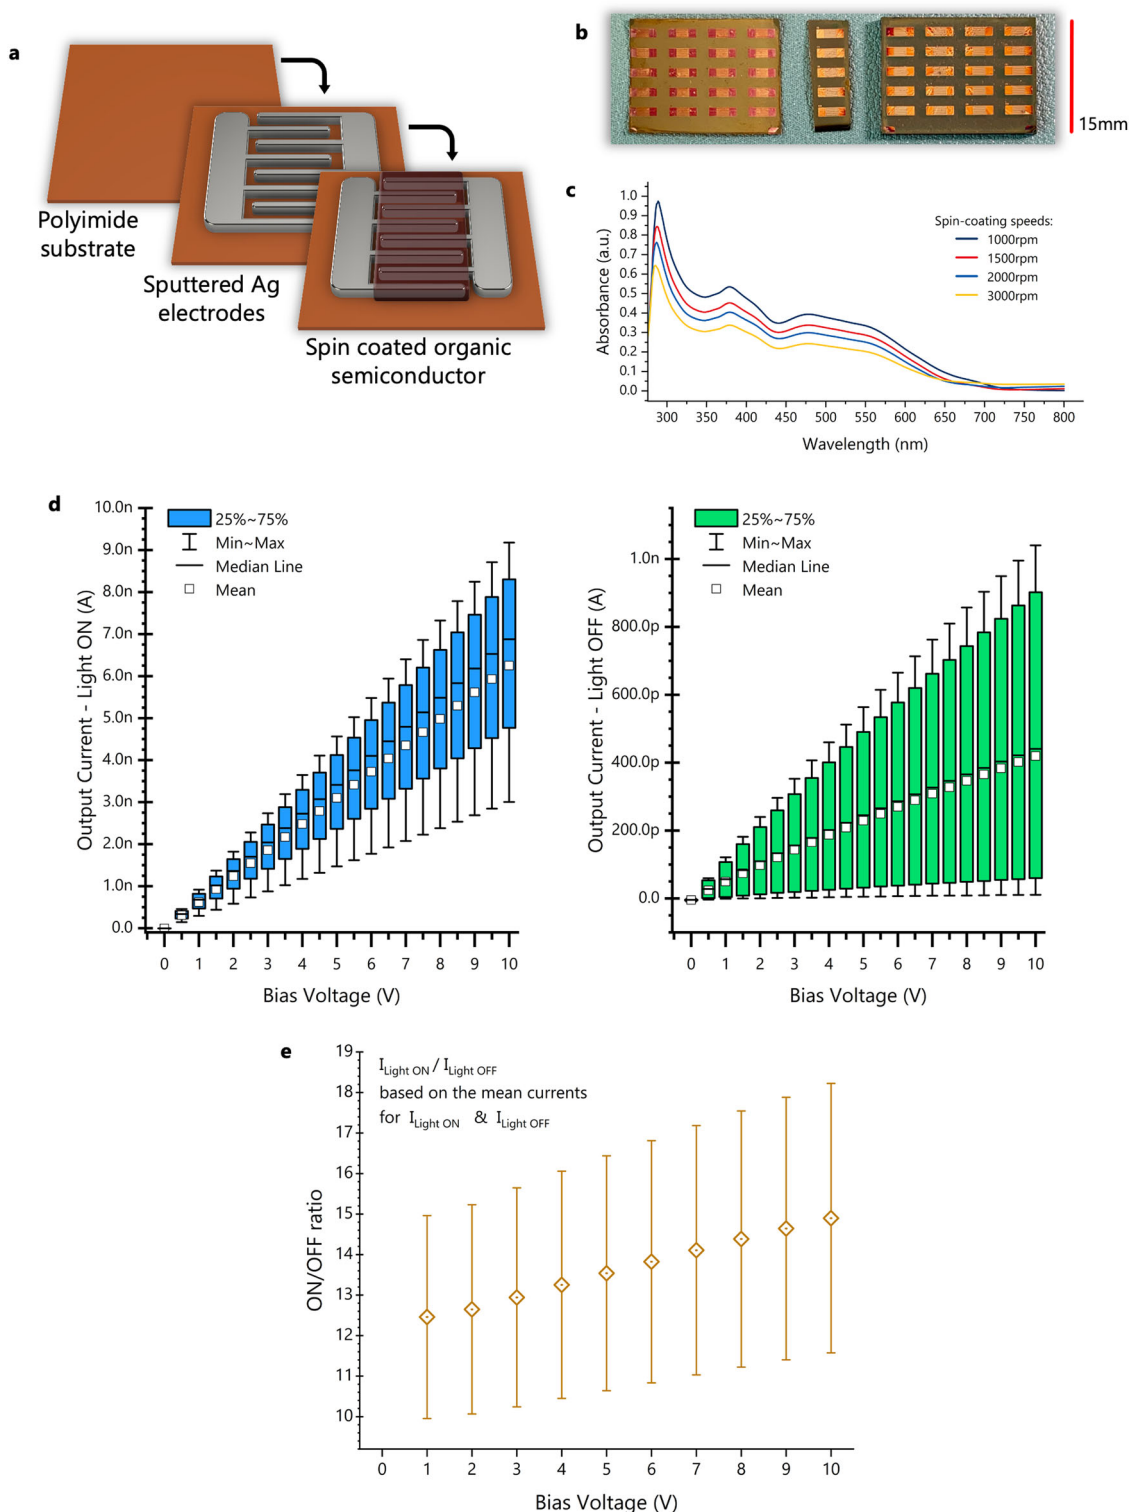 a
Polyimide
substrate
Sputtered Ag
electrodes
Spin coated organic
semiconductor
b
15mm
c
Absorbance (a.u.)
1.0
0.9
0.8
0.7
0.6
0.5
0.4
0.3
0.2
0.1
0.0
Spin-coating speeds:
1000rpm
1500rpm
2000rpm
3000rpm
300 350 400 450 500 550 600 650 700 750 800
Wavelength (nm)
d
Output Current - Light ON (A)
10.0n
9.0n
8.0n
7.0n
6.0n
5.0n
4.0n
3.0n
2.0n
1.0n
0.0
25%~75%
Min~Max
Median Line
Mean
0 1 2 3 4 5 6 7 8 9 10
Bias Voltage (V)
Output Current - Light OFF (A)
1.0n
800.0p
600.0p
400.0p
200.0p
0.0
25%~75%
Min~Max
Median Line
Mean
0 1 2 3 4 5 6 7 8 9 10
Bias Voltage (V)
e
ON/OFF ratio
19
18
17
16
15
14
13
12
11
10
I Light ON / I Light OFF
based on the mean currents
for I Light ON & I Light OFF
0 1 2 3 4 5 6 7 8 9 10
Bias Voltage (V)